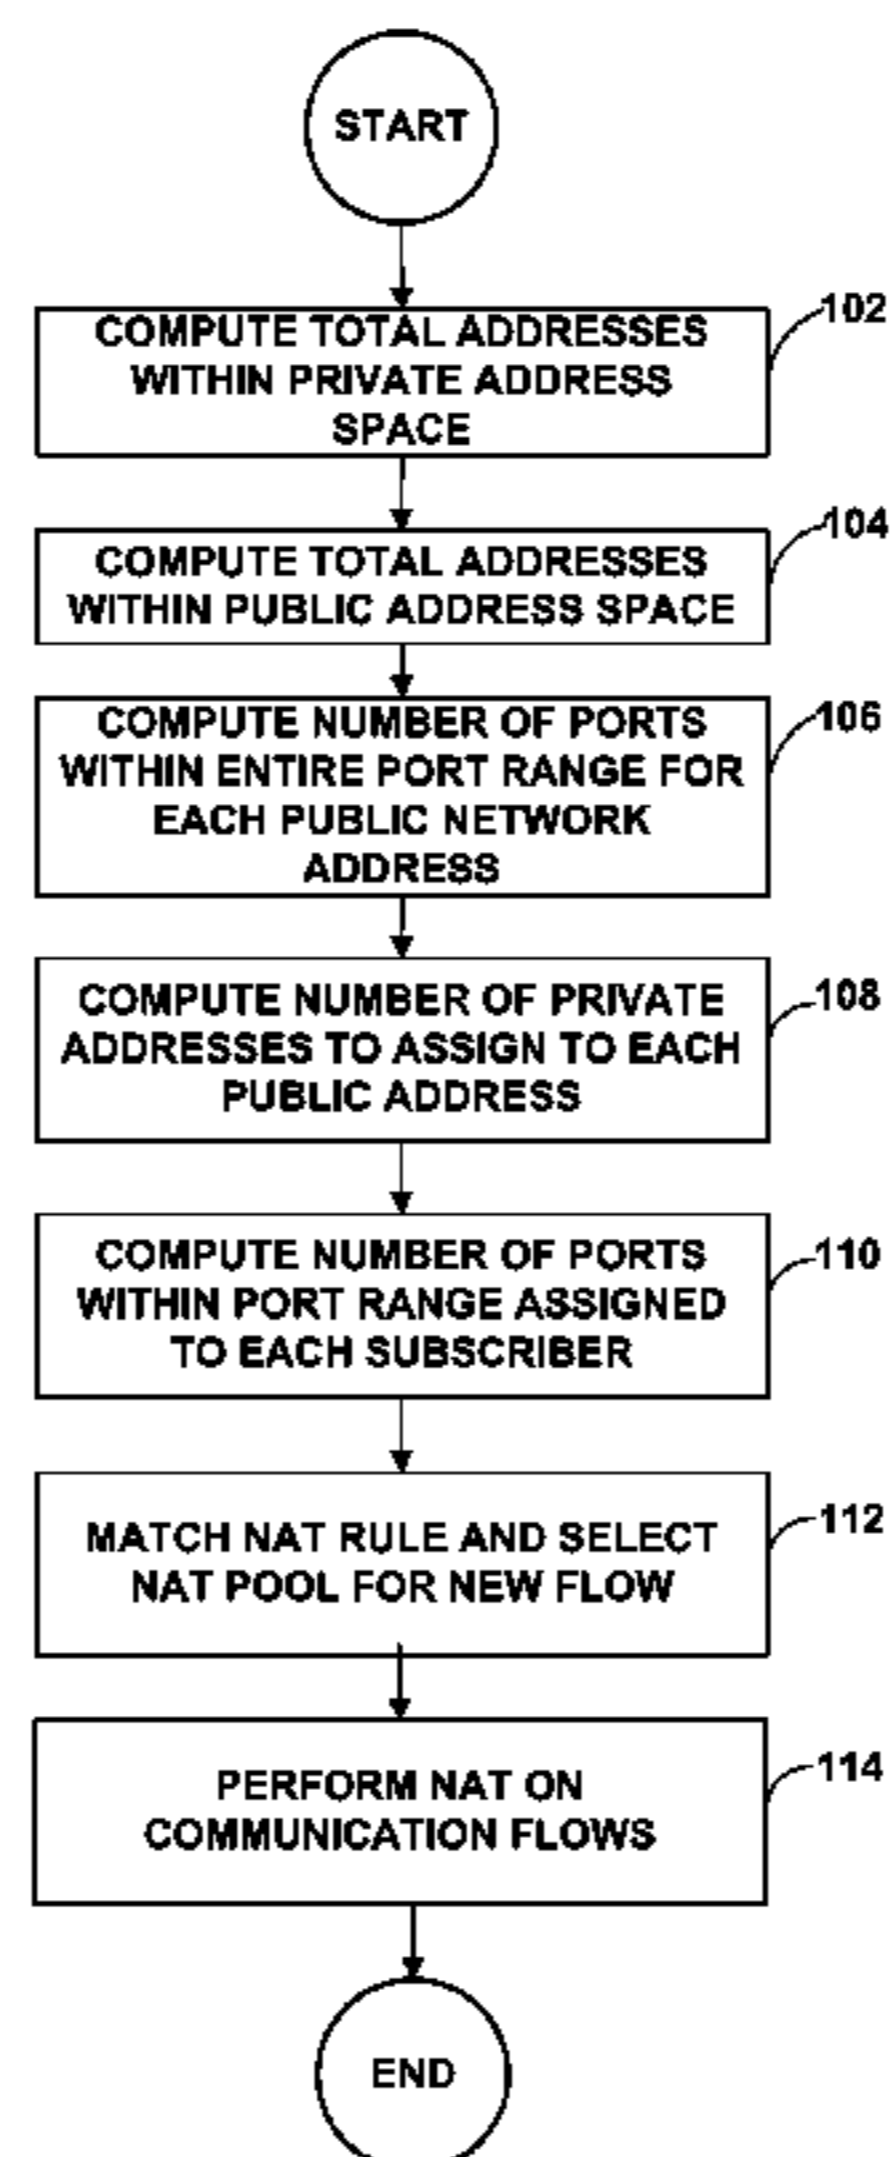 START
102
COMPUTE TOTAL ADDRESSES
WITHIN PRIVATE ADDRESS
SPACE
104
COMPUTE TOTAL ADDRESSES
WITHIN PUBLIC ADDRESS SPACE
106
COMPUTE NUMBER OF PORTS
WITHIN ENTIRE PORT RANGE FOR
EACH PUBLIC NETWORK
ADDRESS
108
COMPUTE NUMBER OF PRIVATE
ADDRESSES TO ASSIGN TO EACH
PUBLIC ADDRESS
110
COMPUTE NUMBER OF PORTS
WITHIN PORT RANGE ASSIGNED
TO EACH SUBSCRIBER
112
MATCH NAT RULE AND SELECT
NAT POOL FOR NEW FLOW
114
PERFORM NAT ON
COMMUNICATION FLOWS
END